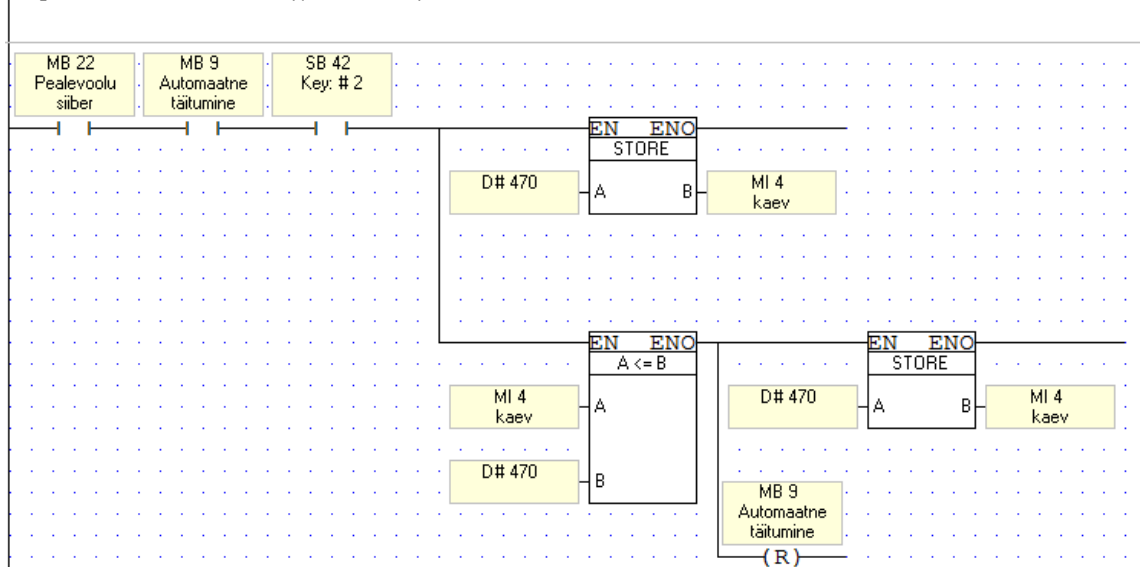 MB 22
Pealevoolu
siiber
MB 9
Automaatne
täitumine
SB 42
Key: # 2
EN ENO
STORE
D# 470
A B
MI 4
kaev
EN ENO
A <= B
MI 4
kaev
A
D# 470
B
EN ENO
STORE
D# 470
A B
MI 4
kaev
MB 9
Automaatne
täitumine
(R)